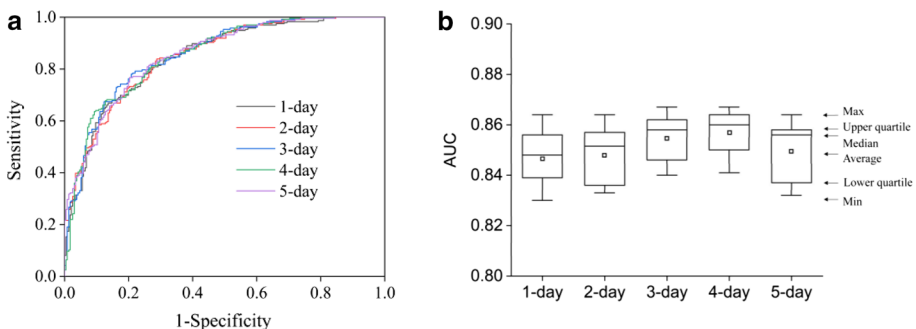 a
1.0
0.8
0.6
0.4
0.2
0.0
Sensitivity
0.0 0.2 0.4 0.6 0.8 1.0
1-Specificity
1-day
2-day
3-day
4-day
5-day
b
0.90
0.88
0.86
0.84
0.82
0.80
AUC
1-day 2-day 3-day 4-day 5-day
Max
Upper quartile
Median
Average
Lower quartile
Min